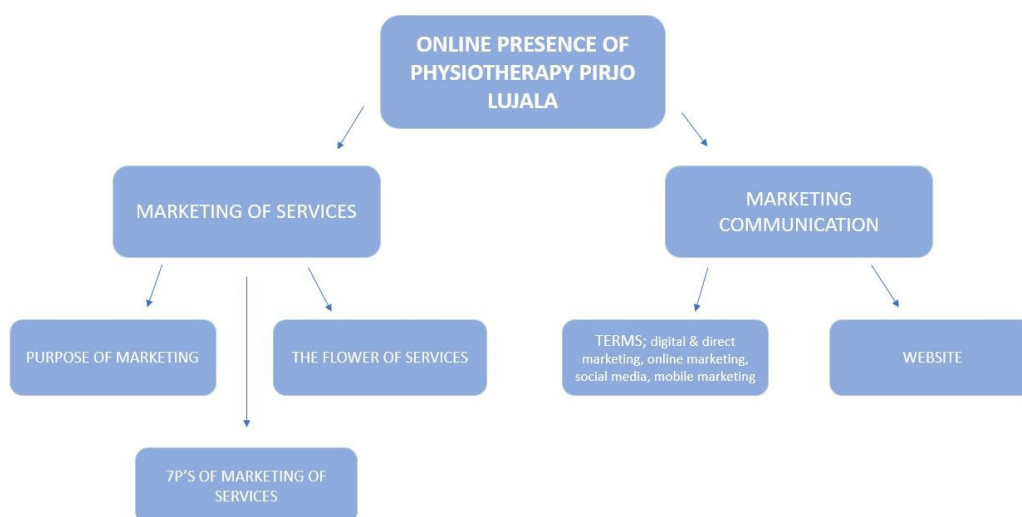 ONLINE PRESENCE OF
PHYSIOTHERAPY PIRJO
LUJALA
MARKETING OF SERVICES
MARKETING
COMMUNICATION
PURPOSE OF MARKETING
THE FLOWER OF SERVICES
TERMS; digital & direct
marketing, online marketing,
social media, mobile marketing
WEBSITE
7P'S OF MARKETING OF
SERVICES